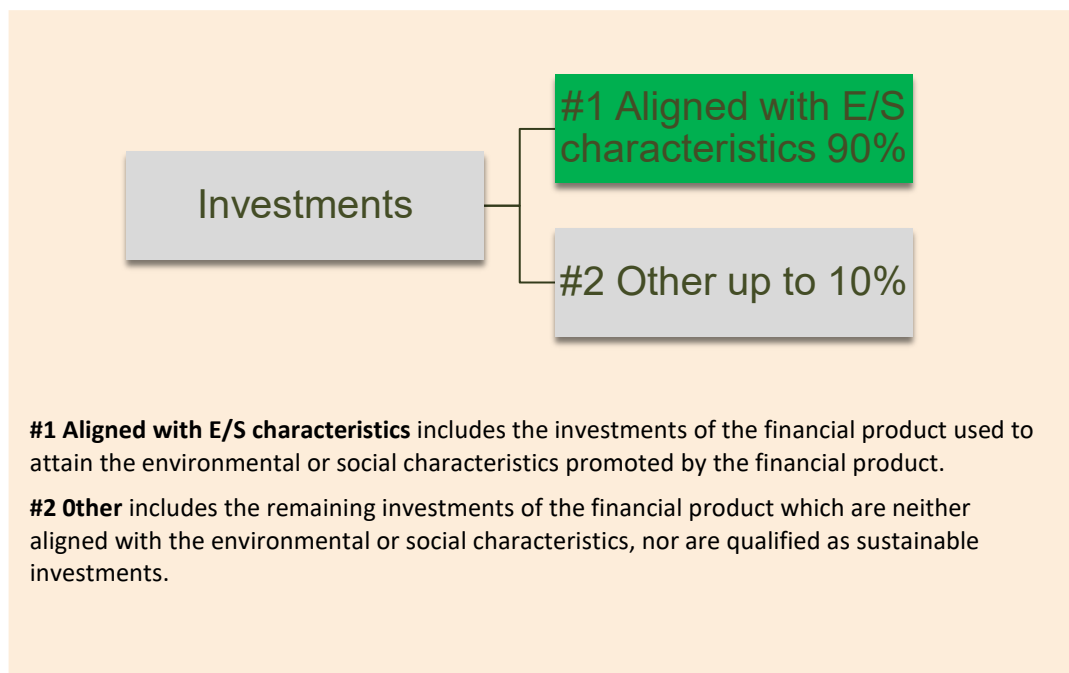 #1 Aligned with E/S
characteristics 90%
Investments
#2 Other up to 10%
#1 Aligned with E/S characteristics includes the investments of the financial product used to
attain the environmental or social characteristics promoted by the financial product.
#2 0ther includes the remaining investments of the financial product which are neither
aligned with the environmental or social characteristics, nor are qualified as sustainable
investments.